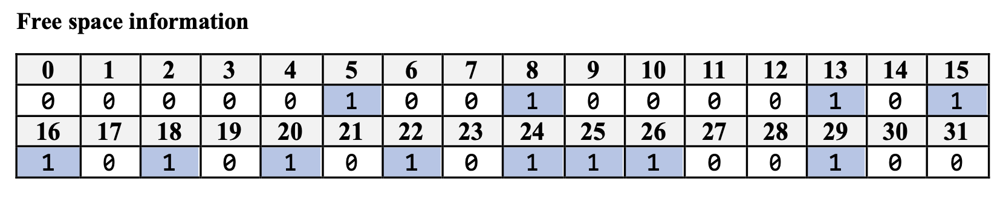 Free space information
0 1 2 3 4 5 6 7 8 9 10 11 12 13 14 15
0 0 0 0 0 1 0 0 1 0 0 0 0 1 0 1
16 17 18 19 20 21 22 23 24 25 26 27 28 29 30 31
1 0 1 0 1 0 1 0 1 1 1 0 0 1 0 0